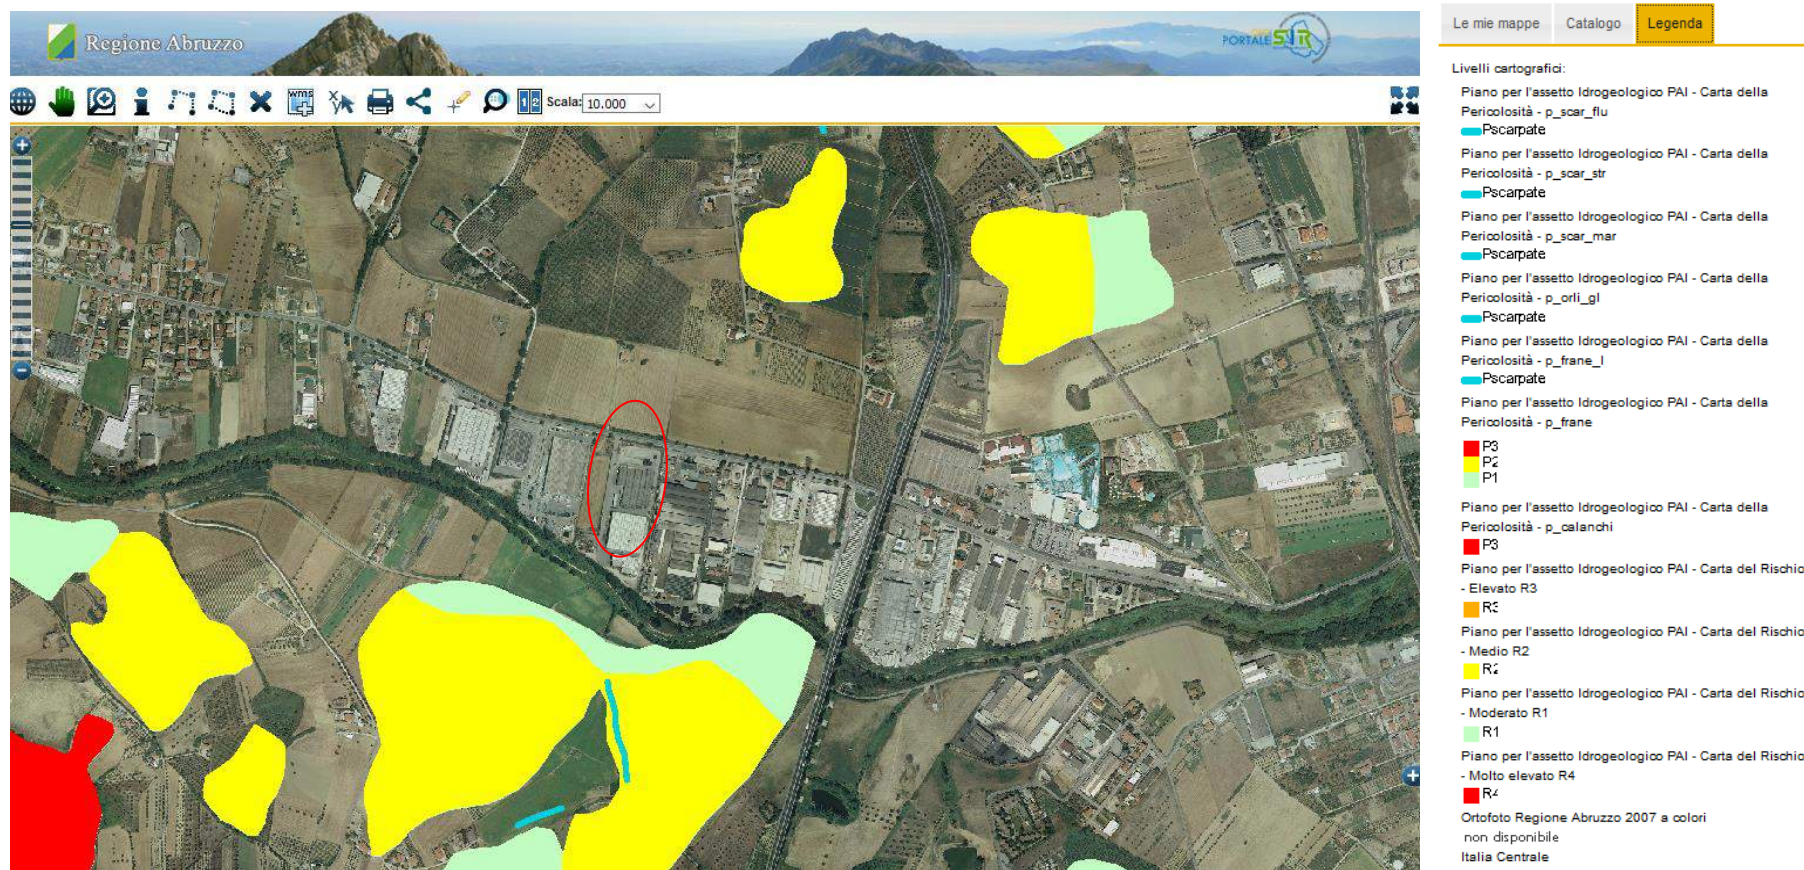 Regione Abruzzo
PORTALE SIR
wms
X
Y
1 2
Scala: 10.000
Le mie mappe
Catalogo
Legenda
Livelli cartografici:
Piano per l'assetto Idrogeologico PAI - Carta della
Pericolosità - p_scar_flu
Pscarpate
Piano per l'assetto Idrogeologico PAI - Carta della
Pericolosità - p_scar_str
Pscarpate
Piano per l'assetto Idrogeologico PAI - Carta della
Pericolosità - p_scar_mar
Pscarpate
Piano per l'assetto Idrogeologico PAI - Carta della
Pericolosità - p_orli_gl
Pscarpate
Piano per l'assetto Idrogeologico PAI - Carta della
Pericolosità - p_frane_l
Pscarpate
Piano per l'assetto Idrogeologico PAI - Carta della
Pericolosità - p_frane
P3
P2
P1
Piano per l'assetto Idrogeologico PAI - Carta della
Pericolosità - p_calanchi
P3
Piano per l'assetto Idrogeologico PAI - Carta del Rischio
- Elevato R3
R3
Piano per l'assetto Idrogeologico PAI - Carta del Rischio
- Medio R2
R2
Piano per l'assetto Idrogeologico PAI - Carta del Rischio
- Moderato R1
R1
Piano per l'assetto Idrogeologico PAI - Carta del Rischio
- Molto elevato R4
R4
Ortofoto Regione Abruzzo 2007 a colori
non disponibile
Italia Centrale